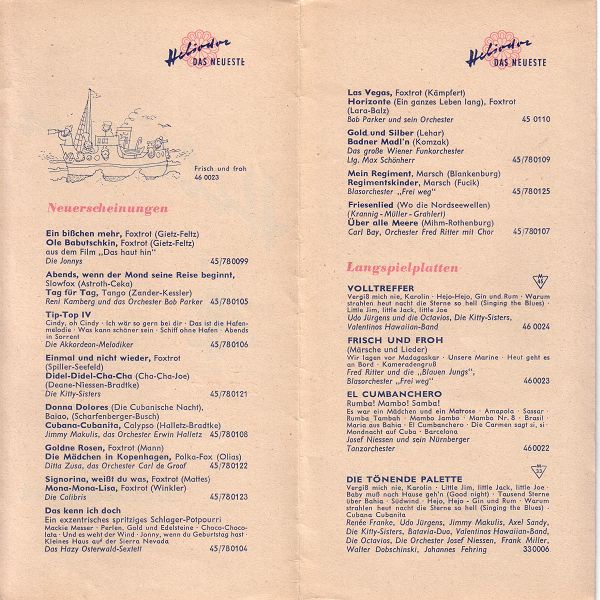 Heliodor
DAS NEUESTE
Frisch und froh
46 0023
Neuerscheinungen
Ein bißchen mehr, Foxtrot (Gietz-Feltz)
Ole Babutschkin, Foxtrot (Gietz-Feltz)
aus dem Film „Das haut hin"
Die Jonnys 45/780099
Abends, wenn der Mond seine Reise beginnt,
Slowfox (Astroth-Ceka)
Tag für Tag, Tango (Zander-Kessler)
Reni Kamberg und das Orchester Bob Parker 45/780105
Tip-Top IV
Cindy, oh Cindy · Ich wär so gern bei dir · Das ist die Hafen-
melodie · Was kann schöner sein · Schiff ohne Hafen · Abends
in Sorrent
Die Akkordeon-Melodiker 45/780106
Einmal und nicht wieder, Foxtrot
(Spiller-Seefeld)
Didel-Didel-Cha-Cha (Cha-Cha-Joe)
(Deane-Niessen-Bradtke)
Die Kitty-Sisters 45/780121
Donna Dolores (Die Cubanische Nacht),
Baiao, (Scharfenberger-Busch)
Cubana-Cubanita, Calypso (Halletz-Bradtke)
Jimmy Makulis, das Orchester Erwin Halletz 45/780108
Goldne Rosen, Foxtrot (Mann)
Die Mädchen in Kopenhagen, Polka-Fox (Olias)
Ditta Zusa, das Orchester Carl de Groof 45/780122
Signorina, weißt du was, Foxtrot (Mattes)
Mona-Mona-Lisa, Foxtrot (Winkler)
Die Colibris 45/780123
Das kenn ich doch
Ein exzentrisches spritziges Schlager-Potpourri
Mackie Messer · Perlen, Gold und Edelsteine · Choco-Choco-
lata · Und es weht der Wind · Jonny, wenn du Geburtstag hast ·
Kleines Haus auf der Sierra Nevada
Das Hazy Osterwald-Sextett 45/780104
Heliodor
DAS NEUESTE
Las Vegas, Foxtrot (Kämpfert)
Horizonte (Ein ganzes Leben lang), Foxtrot
(Lara-Balz)
Bob Parker und sein Orchester 45 0110
Gold und Silber (Lehar)
Badner Madl'n (Komzak)
Das große Wiener Funkorchester
Ltg. Max Schönherr 45/780109
Mein Regiment, Marsch (Blankenburg)
Regimentskinder, Marsch (Fucik)
Blasorchester „Frei weg" 45/780125
Friesenlied (Wo die Nordseewellen)
(Krannig - Müller - Grahlert)
Über alle Meere (Mihm-Rothenburg)
Carl Bay, Orchester Fred Ritter mit Chor 45/780107
Langspielplatten
VOLLTREFFER M 45
Vergiß mich nie, Karolin · Hejo-Hejo, Gin und Rum · Warum
strahlen heut nacht die Sterne so hell (Singing the Blues) ·
Little Jim, little Jack, little Joe
Udo Jürgens und die Octavios, Die Kitty-Sisters,
Valentinos Hawaiian-Band 46 0024
FRISCH UND FROH
(Märsche und Lieder)
Wir lagen vor Madagaskar · Unsere Marine · Heut geht es
an Bord · Kameradengruß
Fred Ritter und die „Blauen Jungs",
Blasorchester „Frei weg" 460023
EL CUMBANCHERO
Rumba! Mambo! Samba!
Es war ein Mädchen und ein Matrose · Amapola · Sassar ·
Rumba Tambah · Mambo Jambo · Mambo Nr. 8 · Brasil ·
Maria aus Bahia · El Cumbanchero · Die Carmen sagt si, si ·
Mondnacht auf Cuba · Barcelona
Josef Niessen und sein Nürnberger
Tanzorchester 460022
DIE TÖNENDE PALETTE M 33
Vergiß mich nie, Karolin · Little Jim, little Jack, little Joe ·
Baby muß nach Hause geh'n (Good night) · Tausend Sterne
über Bahia · Südwind · Hejo, Hejo - Gin und Rum · Warum
strahlen heut nacht die Sterne so hell (Singing the Blues) ·
Cubana Cubanita
Renée Franke, Udo Jürgens, Jimmy Makulis, Axel Sandy,
Die Kitty-Sisters, Batavia-Duo, Valentinos Hawaiian-Band,
Die Octavios, Die Orchester Josef Niessen, Frank Miller,
Walter Dobschinski, Johannes Fehring 330006